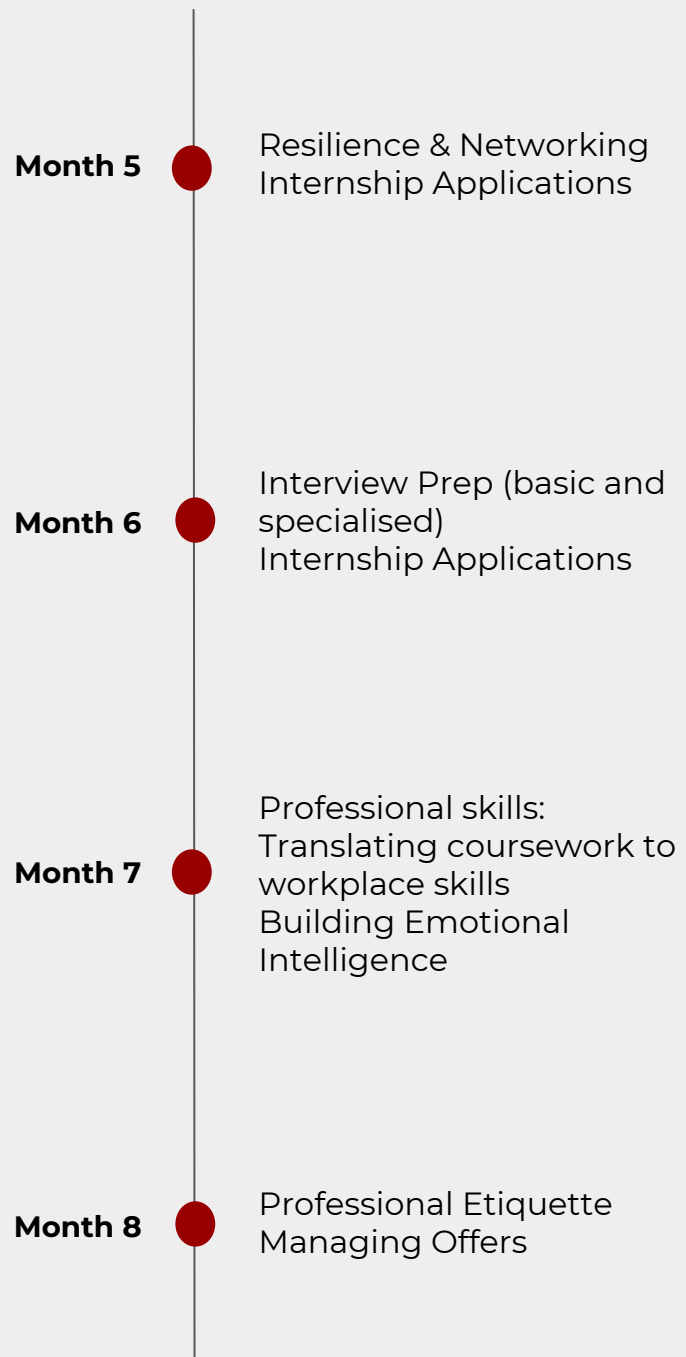 Month 5
Resilience & Networking
Internship Applications
Month 6
Interview Prep (basic and
specialised)
Internship Applications
Month 7
Professional skills:
Translating coursework to
workplace skills
Building Emotional
Intelligence
Month 8
Professional Etiquette
Managing Offers